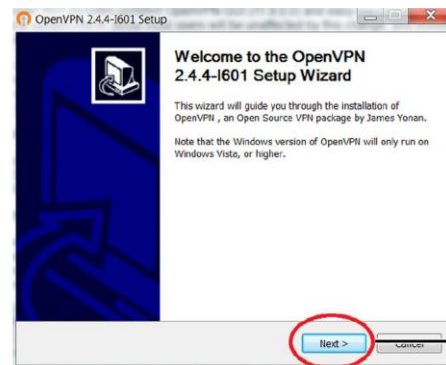 OpenVPN 2.4.4-I601 Setup
Welcome to the OpenVPN
2.4.4-I601 Setup Wizard
This wizard will guide you through the installation of
OpenVPN , an Open Source VPN package by James Yonan.
Note that the Windows version of OpenVPN will only run on
Windows Vista, or higher.
Next >
Cancel